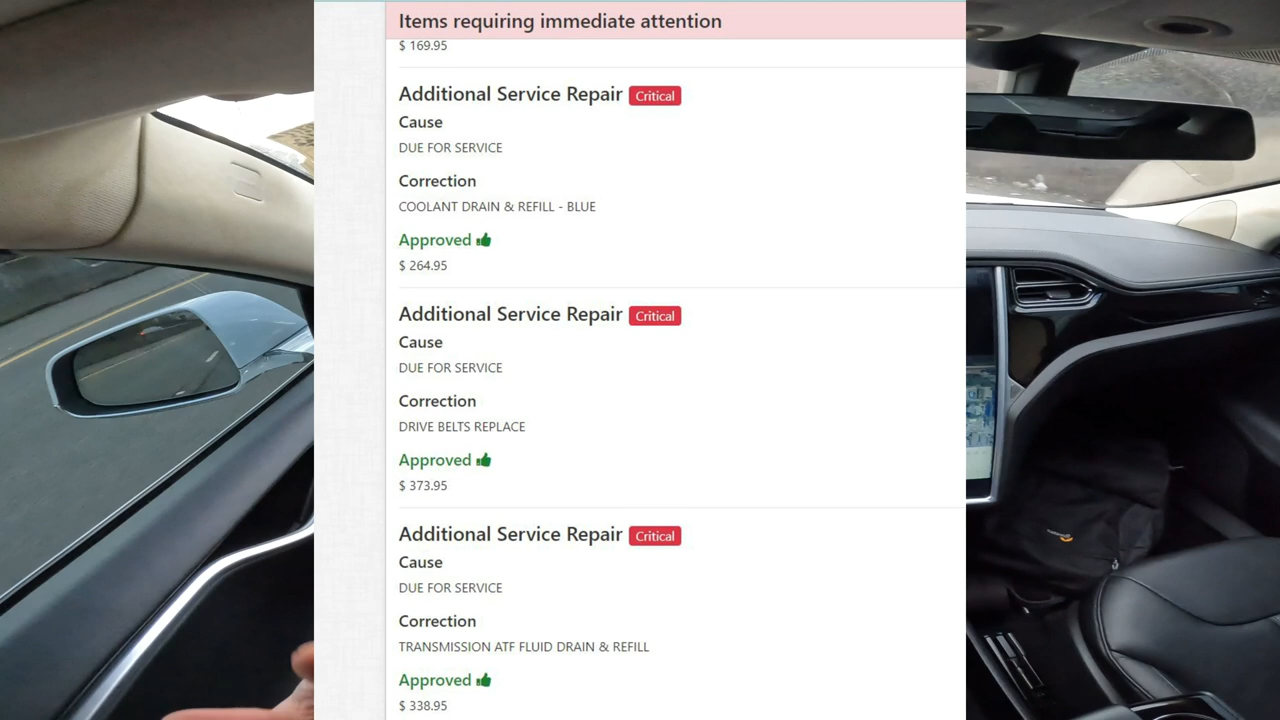 Items requiring immediate attention
$ 169.95
Additional Service Repair Critical
Cause
DUE FOR SERVICE
Correction
COOLANT DRAIN & REFILL - BLUE
Approved
$ 264.95
Additional Service Repair Critical
Cause
DUE FOR SERVICE
Correction
DRIVE BELTS REPLACE
Approved
$ 373.95
Additional Service Repair Critical
Cause
DUE FOR SERVICE
Correction
TRANSMISSION ATF FLUID DRAIN & REFILL
Approved
$ 338.95